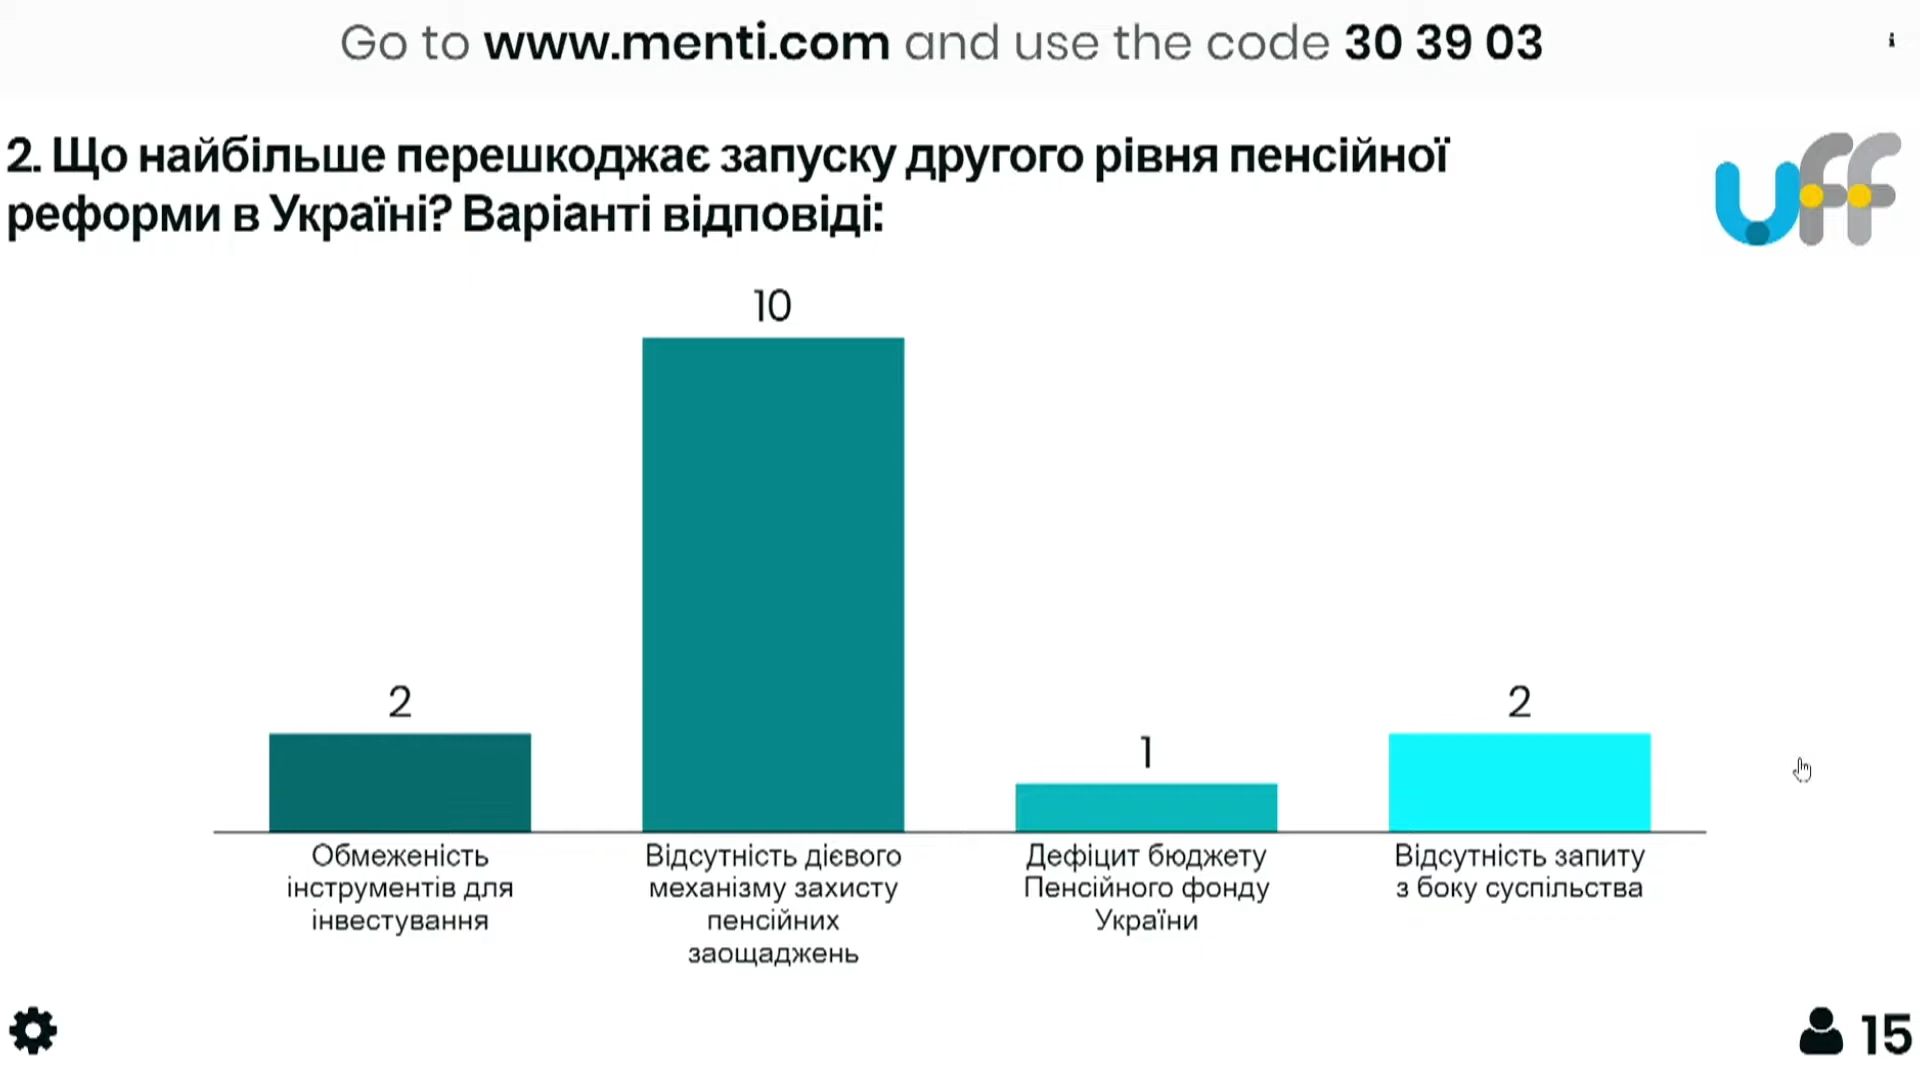 Go to www.menti.com and use the code 30 39 03
2. Що найбільше перешкоджає запуску другого рівня пенсійної
реформи в Україні? Варіанті відповіді:
uff
10
2
1
2
Обмеженість
інструментів для
інвестування
Відсутність дієвого
механізму захисту
пенсійних
заощаджень
Дефіцит бюджету
Пенсійного фонду
України
Відсутність запиту
з боку суспільства
15